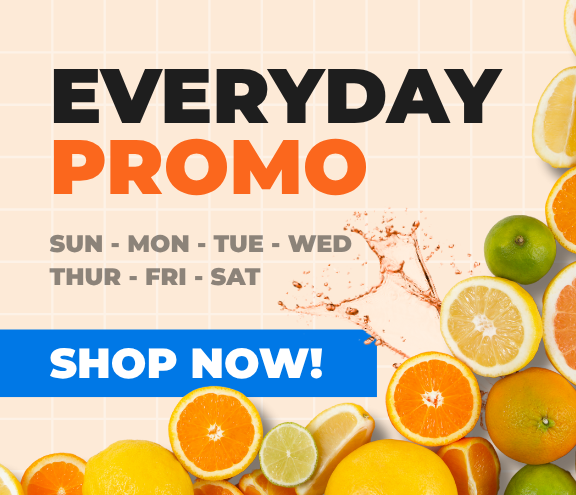 EVERYDAY
PROMO
SUN - MON - TUE - WED
THUR - FRI - SAT
SHOP NOW!